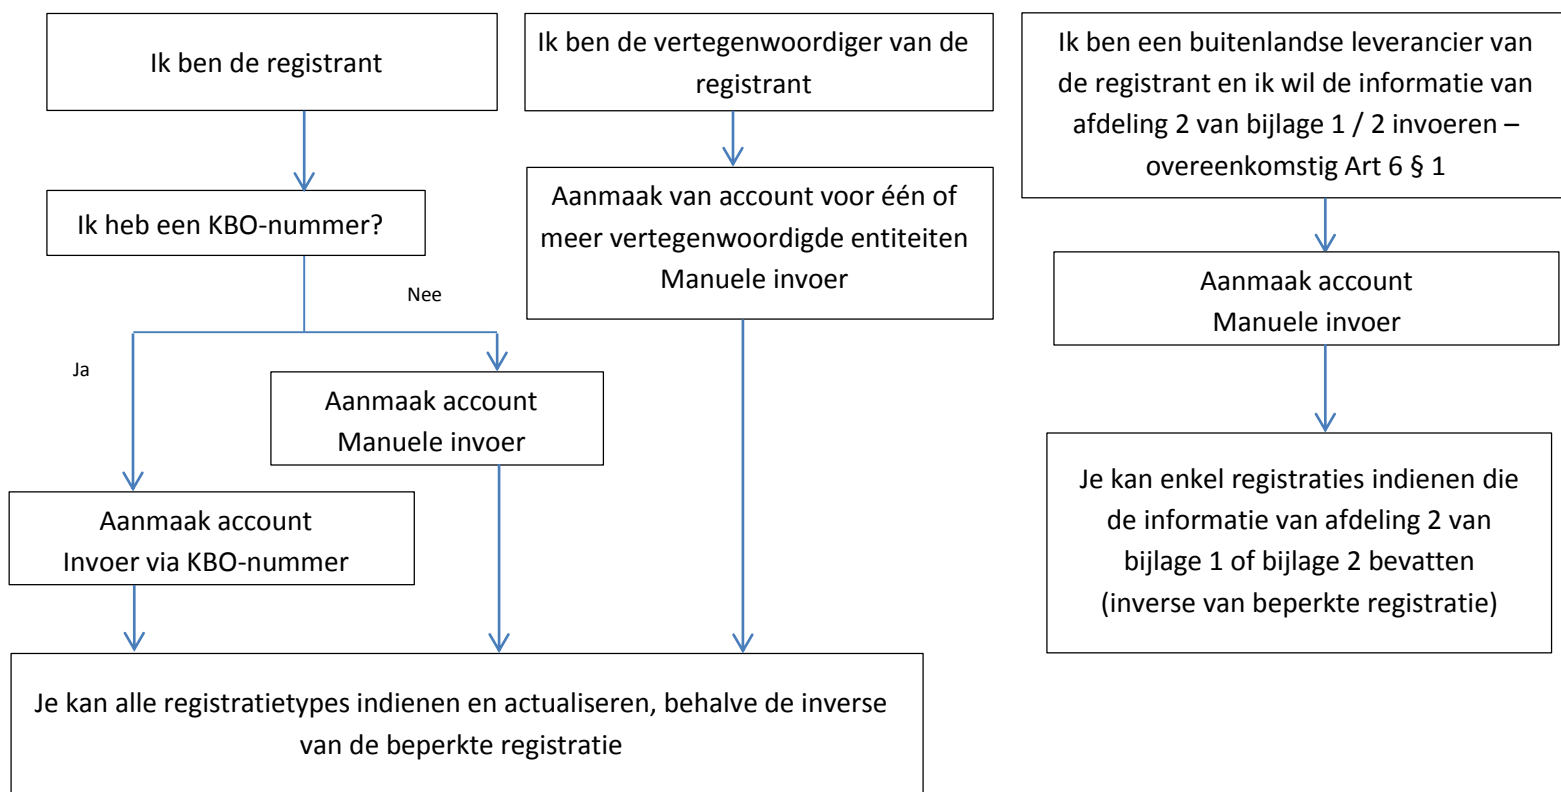 Ik ben de registrant
Ik heb een KBO-nummer?
Nee
Ja
Aanmaak account
Manuele invoer
Aanmaak account
Invoer via KBO-nummer
Ik ben de vertegenwoordiger van de
registrant
Aanmaak van account voor één of
meer vertegenwoordigde entiteiten
Manuele invoer
Je kan alle registratietypes indienen en actualiseren, behalve de inverse
van de beperkte registratie
Ik ben een buitenlandse leverancier van
de registrant en ik wil de informatie van
afdeling 2 van bijlage 1 / 2 invoeren –
overeenkomstig Art 6 § 1
Aanmaak account
Manuele invoer
Je kan enkel registraties indienen die
de informatie van afdeling 2 van
bijlage 1 of bijlage 2 bevatten
(inverse van beperkte registratie)